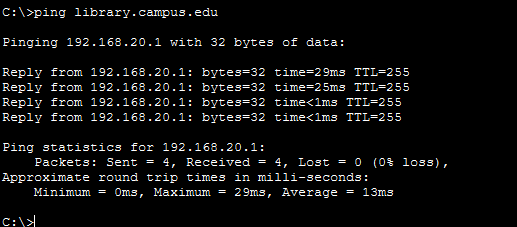 C:\>ping library.campus.edu
Pinging 192.168.20.1 with 32 bytes of data:
Reply from 192.168.20.1: bytes=32 time=29ms TTL=255
Reply from 192.168.20.1: bytes=32 time=25ms TTL=255
Reply from 192.168.20.1: bytes=32 time<1ms TTL=255
Reply from 192.168.20.1: bytes=32 time<1ms TTL=255
Ping statistics for 192.168.20.1:
    Packets: Sent = 4, Received = 4, Lost = 0 (0% loss),
Approximate round trip times in milli-seconds:
    Minimum = 0ms, Maximum = 29ms, Average = 13ms
C:\>